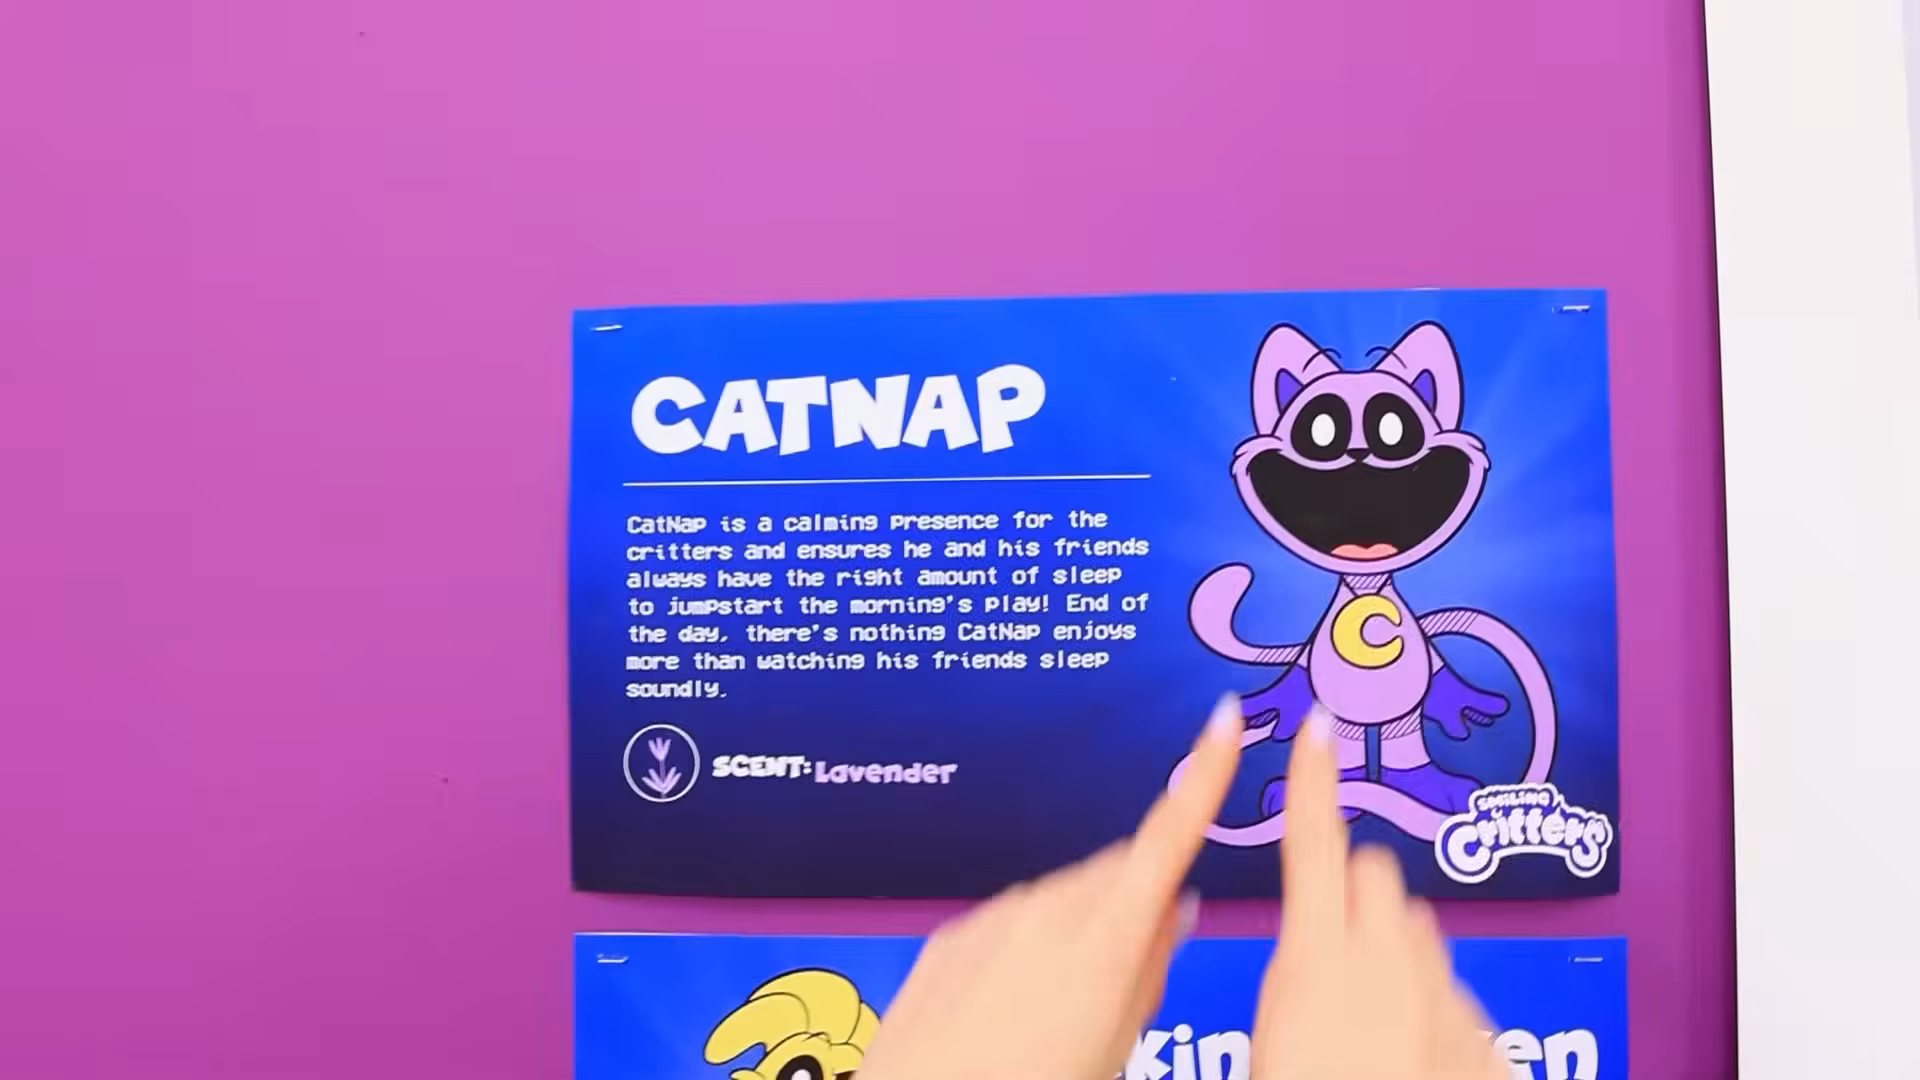 CATNAP
CatNap is a calming presence for the
critters and ensures he and his friends
always have the right amount of sleep
to jumpstart the morning's play! End of
the day, there's nothing CatNap enjoys
more than watching his friends sleep
soundly.
SCENT: Lavender
C
SMILING
Critters